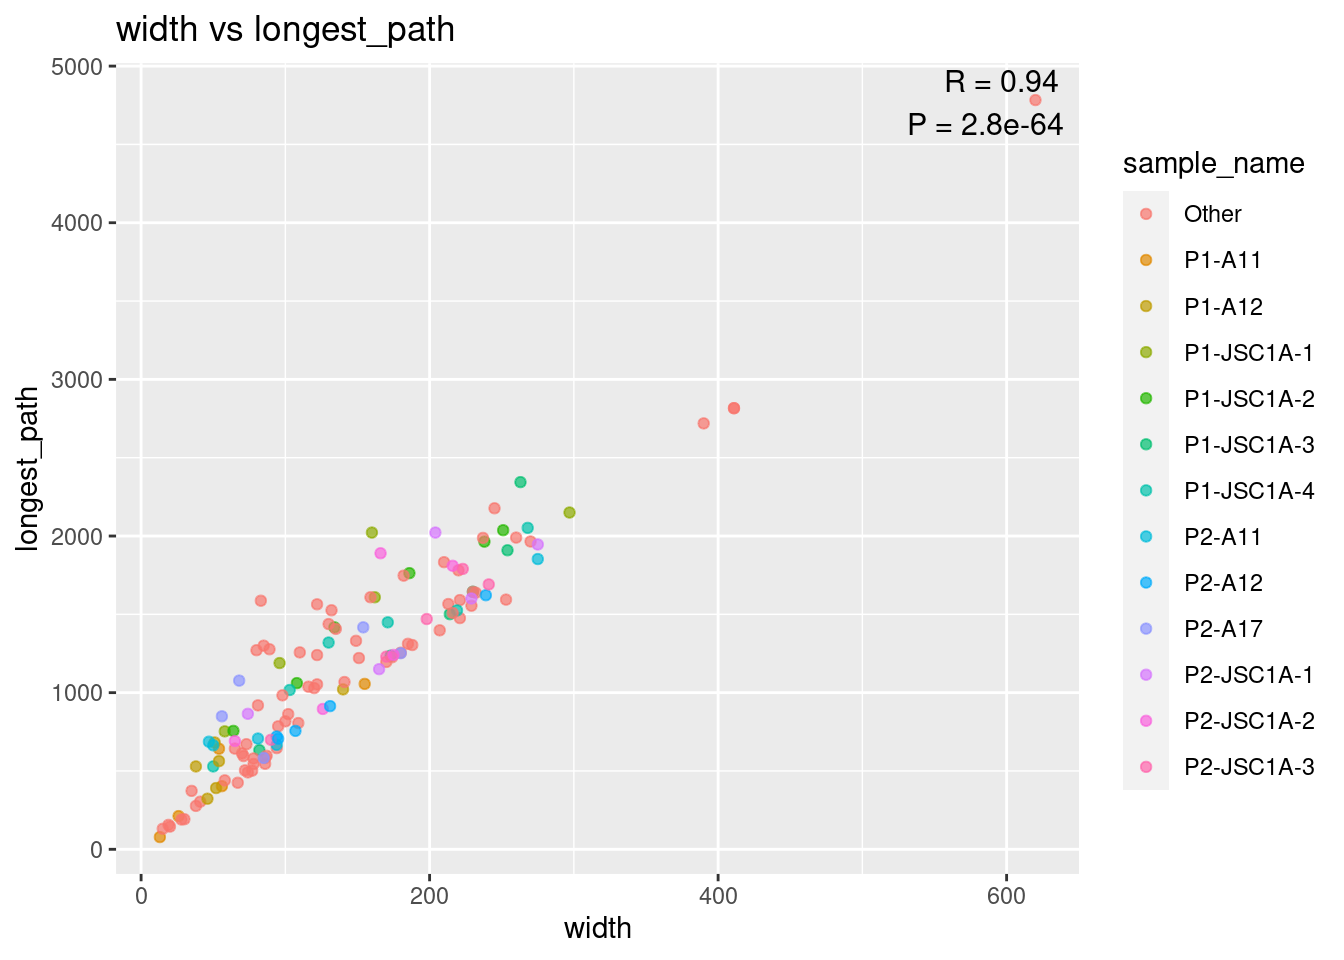 width vs longest_path
R = 0.94
P = 2.8e-64
5000
4000
3000
2000
1000
0
longest_path
0 200 400 600
width
sample_name
Other
P1-A11
P1-A12
P1-JSC1A-1
P1-JSC1A-2
P1-JSC1A-3
P1-JSC1A-4
P2-A11
P2-A12
P2-A17
P2-JSC1A-1
P2-JSC1A-2
P2-JSC1A-3